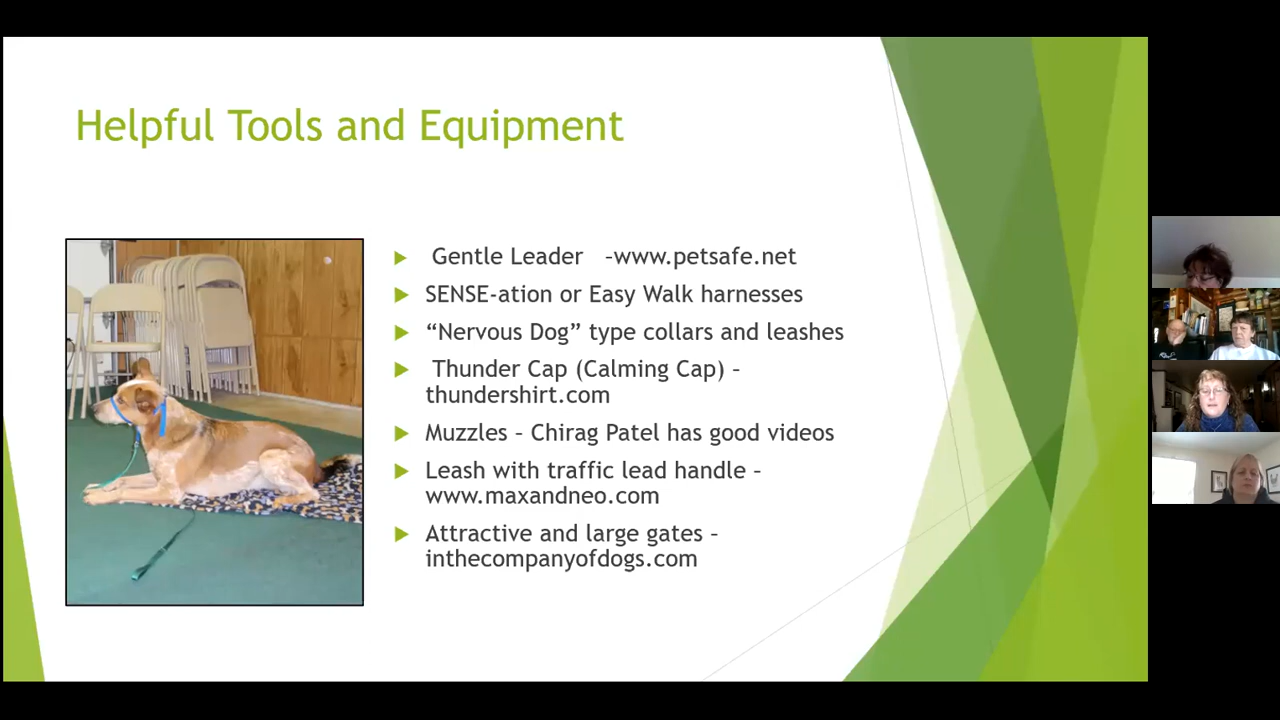 Helpful Tools and Equipment
Gentle Leader –www.petsafe.net
SENSE-ation or Easy Walk harnesses
“Nervous Dog” type collars and leashes
Thunder Cap (Calming Cap) –
thundershirt.com
Muzzles – Chirag Patel has good videos
Leash with traffic lead handle –
www.maxandneo.com
Attractive and large gates –
inthecompanyofdogs.com